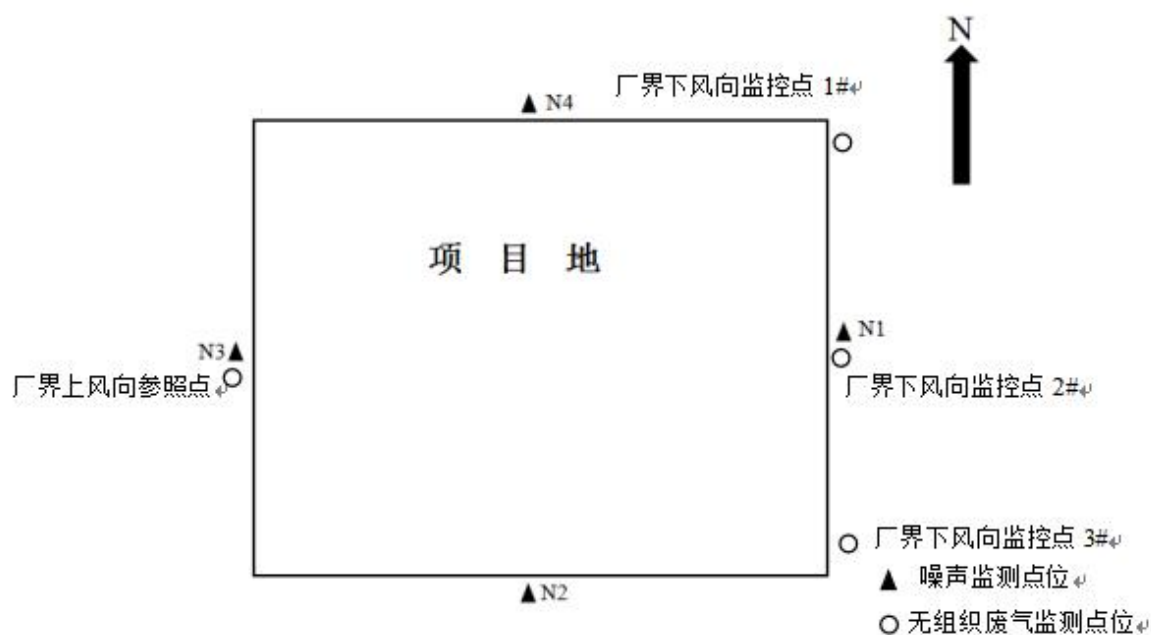 N
厂界下风向监控点 1#
N4
项 目 地
N1
N3
厂界上风向参照点
厂界下风向监控点 2#
厂界下风向监控点 3#
噪声监测点位
N2
无组织废气监测点位